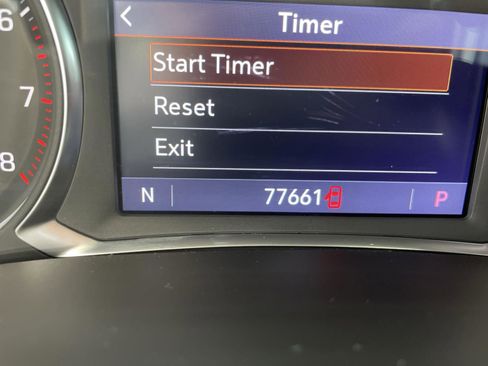 6
Timer
Start Timer
7
Reset
Exit
8
N 77661 P